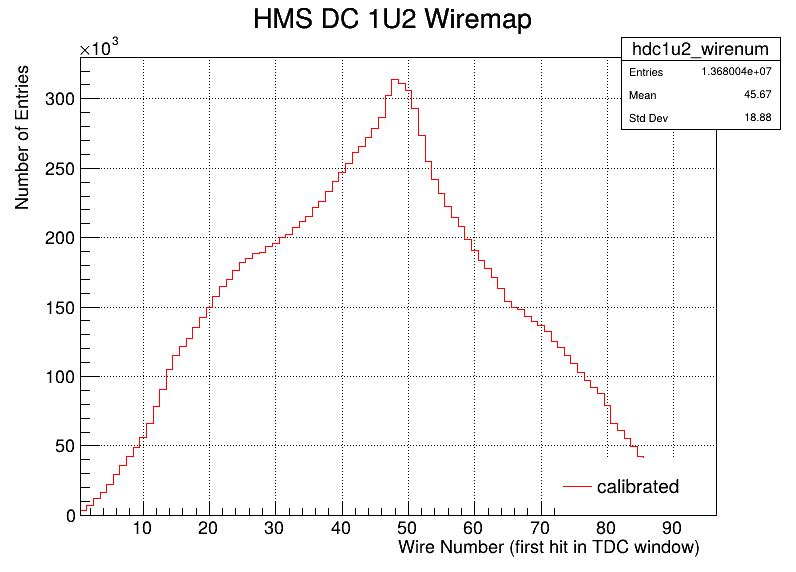 HMS DC 1U2 Wiremap
×10³
hdc1u2_wirenum
Entries 1.368004e+07
Mean 45.67
Std Dev 18.88
Number of Entries
300
250
200
150
100
50
0
calibrated
10 20 30 40 50 60 70 80 90
Wire Number (first hit in TDC window)